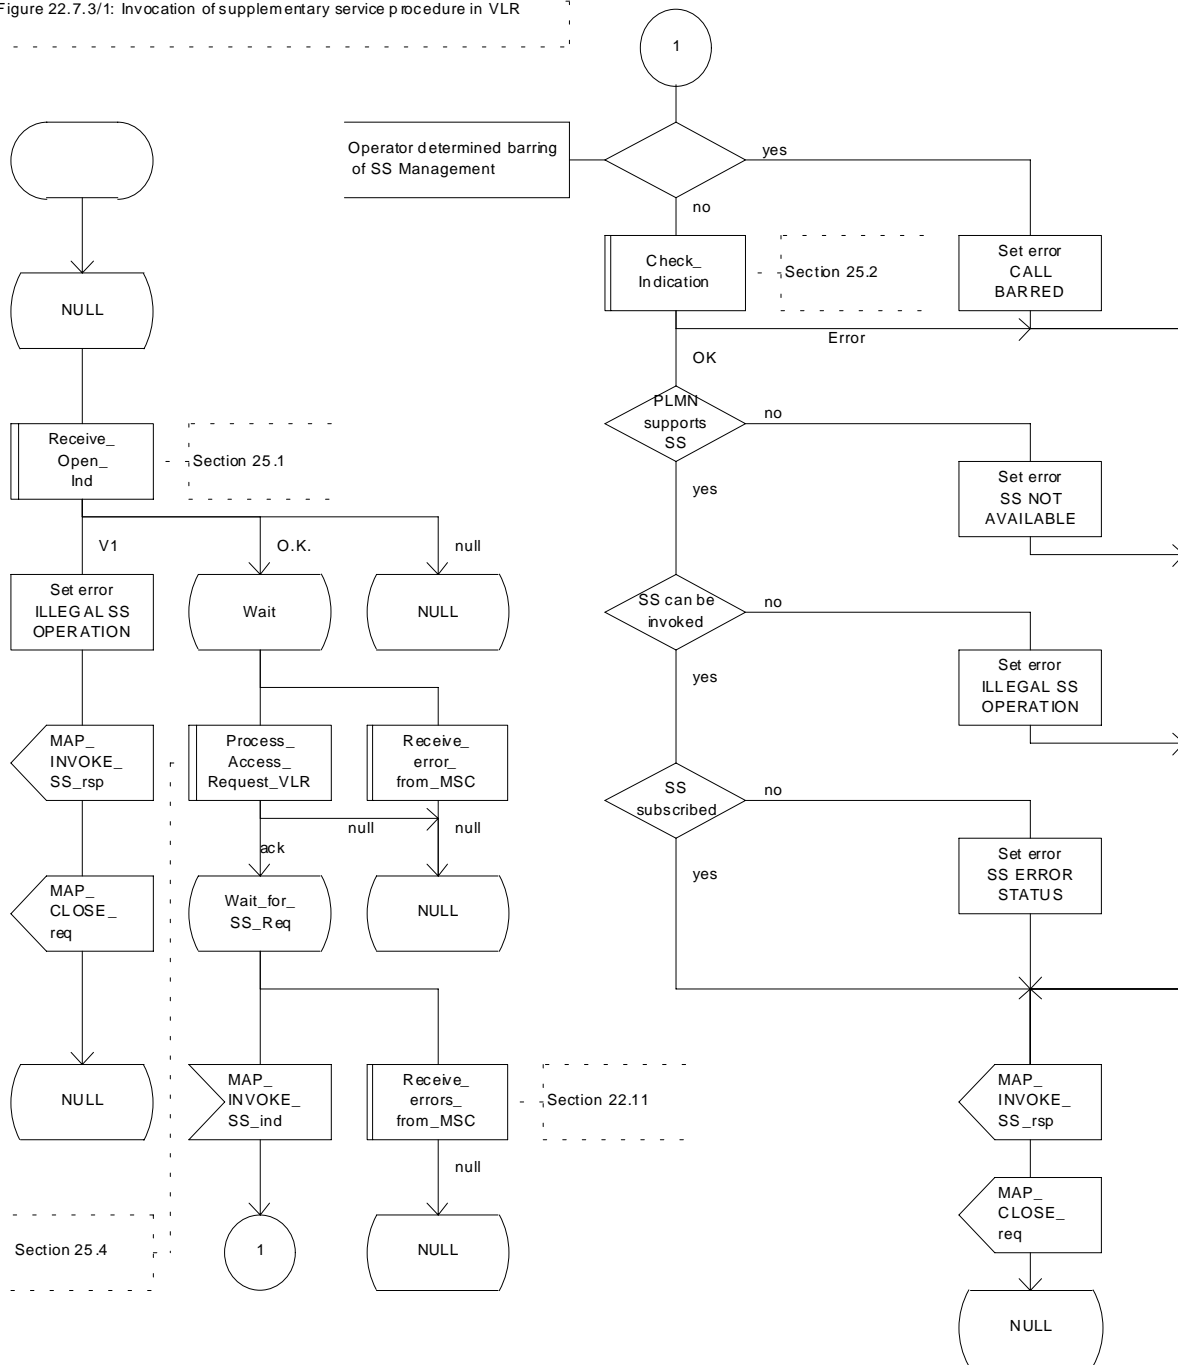 Figure 22.7.3/1: Invocation of supplementary service procedure in VLR
NULL
Receive_
Open_
Ind
Section 25.1
V1
O.K.
null
Set error
ILLEGAL SS
OPERATION
Wait
NULL
MAP_
INVOKE_
SS_rsp
Process_
Access_
Request_VLR
Receive_
error_
from_MSC
null
null
ack
MAP_
CLOSE_
req
Wait_for_
SS_Req
NULL
NULL
MAP_
INVOKE_
SS_ind
Receive_
errors_
from_MSC
Section 22.11
null
Section 25.4
1
NULL
1
Operator determined barring
of SS Management
yes
no
Check_
Indication
Section 25.2
Set error
CALL
BARRED
Error
OK
PLMN
supports
SS
no
yes
Set error
SS NOT
AVAILABLE
SS can be
invoked
no
yes
Set error
ILLEGAL SS
OPERATION
SS
subscribed
no
yes
Set error
SS ERROR
STATUS
MAP_
INVOKE_
SS_rsp
MAP_
CLOSE_
req
NULL